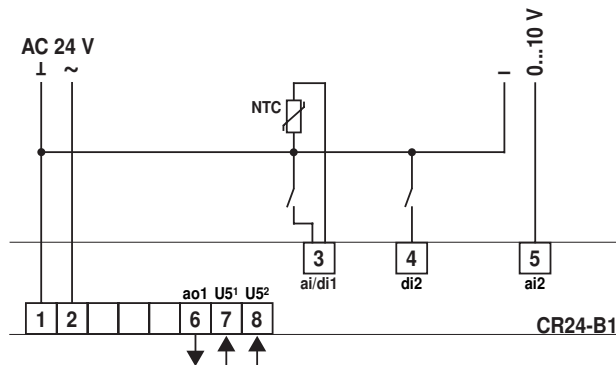 AC 24 V
⊥ ~
– 0...10 V
NTC
3 4 5
ai/di1 di2 ai2
ao1 U5¹ U5²
1 2 6 7 8
CR24-B1